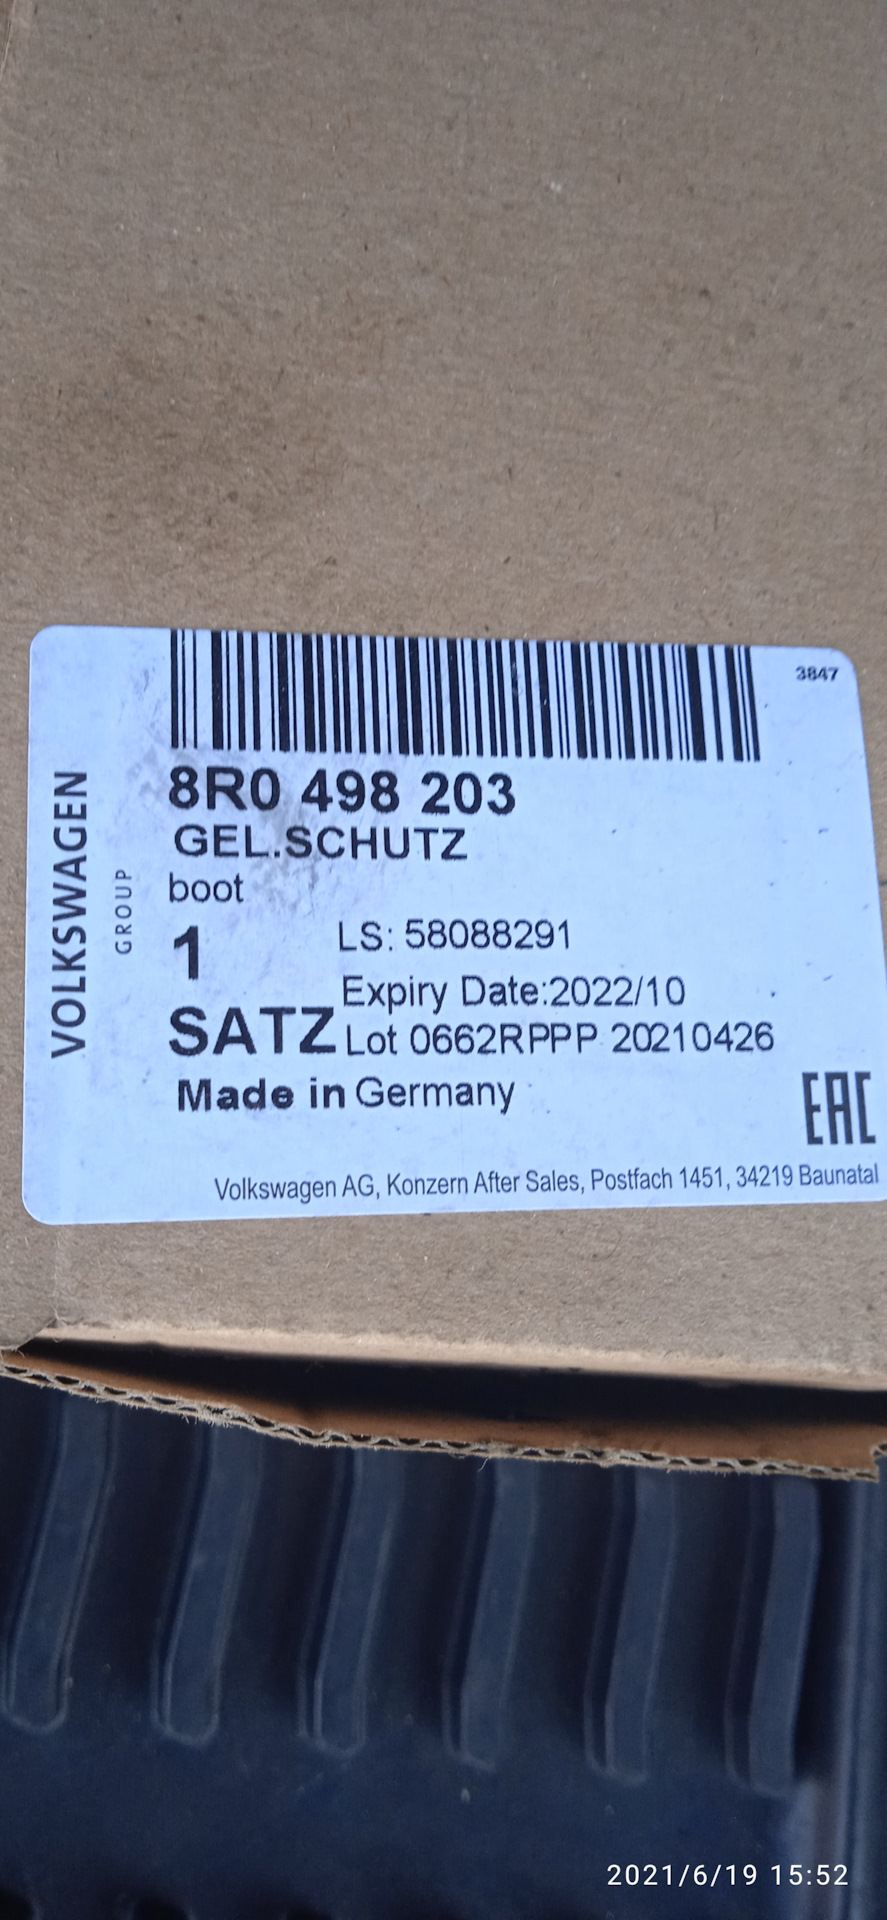 3847
8R0 498 203
GEL.SCHUTZ
boot
1
LS: 58088291
Expiry Date:2022/10
SATZ
Lot 0662RPPP 20210426
Made in Germany
EAC
Volkswagen AG, Konzern After Sales, Postfach 1451, 34219 Baunatal
VOLKSWAGEN
GROUP
2021/6/19 15:52